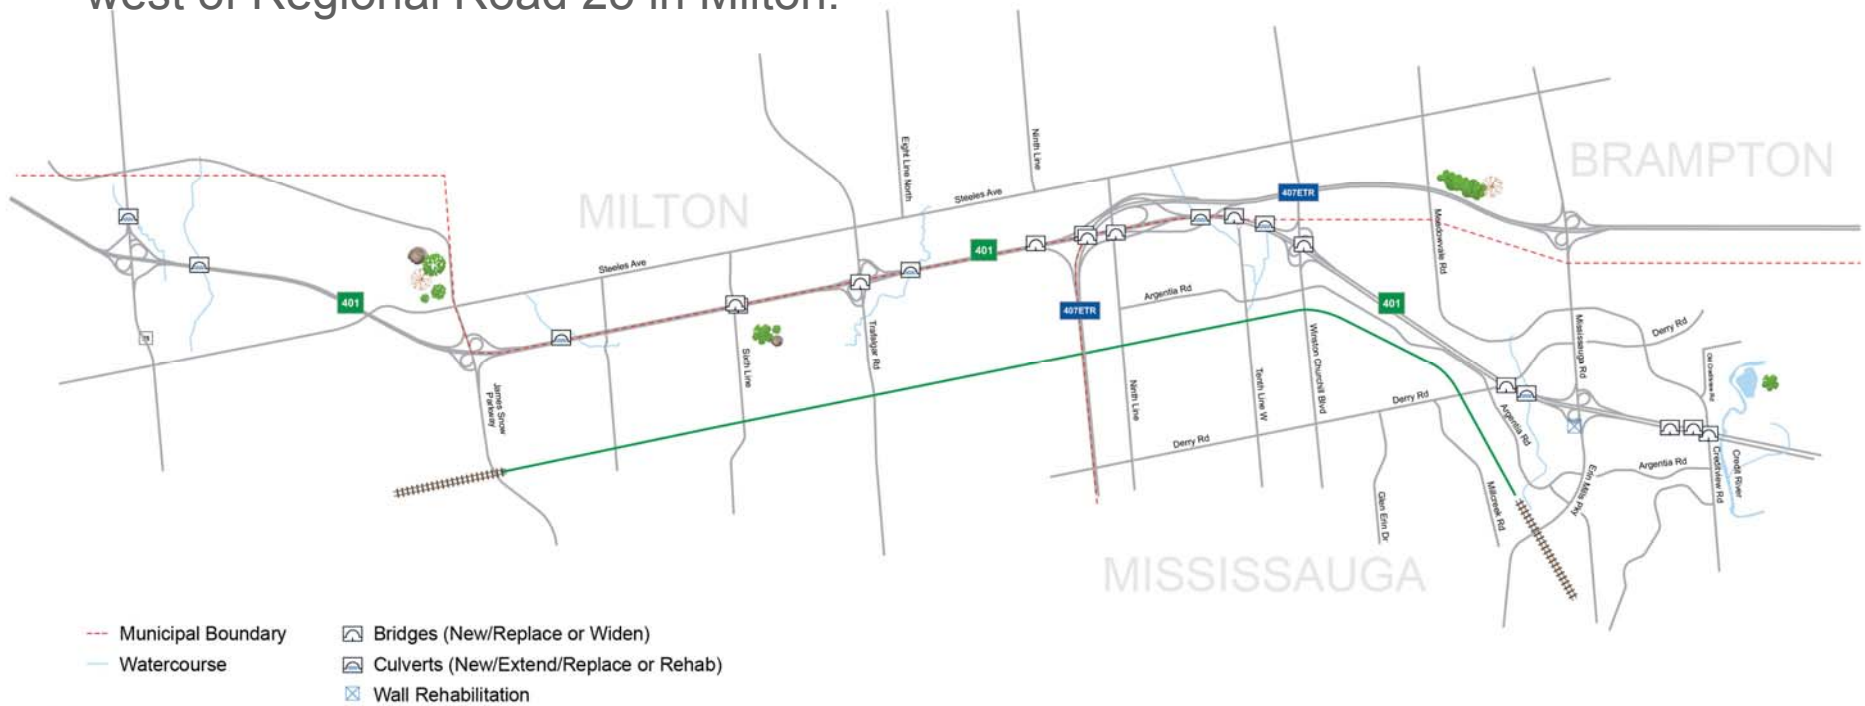 west of Regional Road 25 in Milton.
BRAMPTON
MILTON
MISSISSAUGA
Eight Line North
Ninth Line
Steeles Ave
Steeles Ave
407ETR
401
401
401
407ETR
Meadowvale Rd
Argentia Rd
Mississauga Rd
Derry Rd
Trafalgar Rd
Sixth Line
James Snow
Parkway
Winston Churchill Blvd
Ninth Line
Tenth Line W
Derry Rd
Derry Rd
Argentia Rd
Argentia Rd
Glen Erin Dr
Millcreek Rd
Erin Mills Pky
Creditview Rd
Credit River
Municipal Boundary
Watercourse
Bridges (New/Replace or Widen)
Culverts (New/Extend/Replace or Rehab)
Wall Rehabilitation